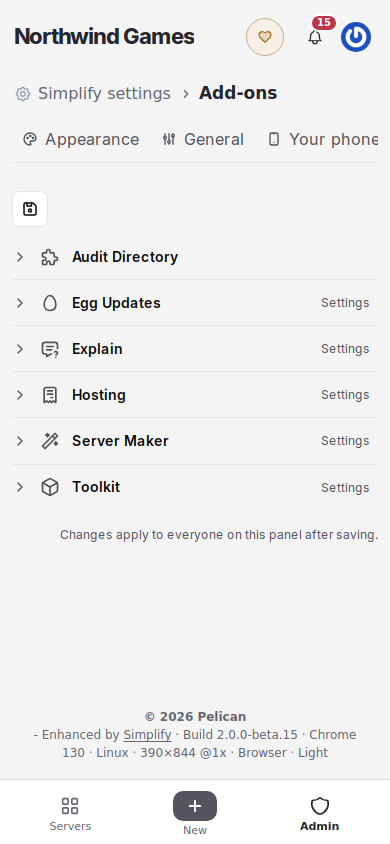 Northwind Games
15
Simplify settings › Add-ons
Appearance General Your phone
Audit Directory
Egg Updates Settings
Explain Settings
Hosting Settings
Server Maker Settings
Toolkit Settings
Changes apply to everyone on this panel after saving.
© 2026 Pelican
- Enhanced by Simplify · Build 2.0.0-beta.15 · Chrome
130 · Linux · 390×844 @1x · Browser · Light
Servers New Admin